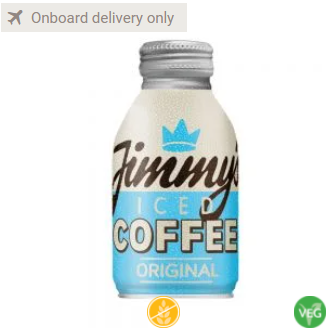 Onboard delivery only
Jimmy's
ICED
COFFEE
ORIGINAL
VEG